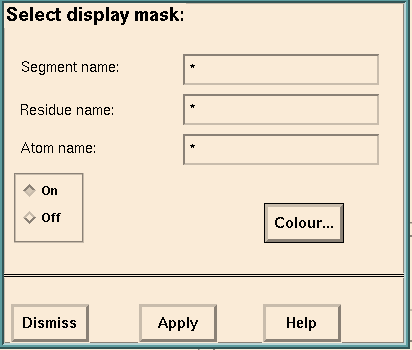 Select display mask:
Segment name: *
Residue name: *
Atom name: *
On
Off
Colour...
Dismiss Apply Help